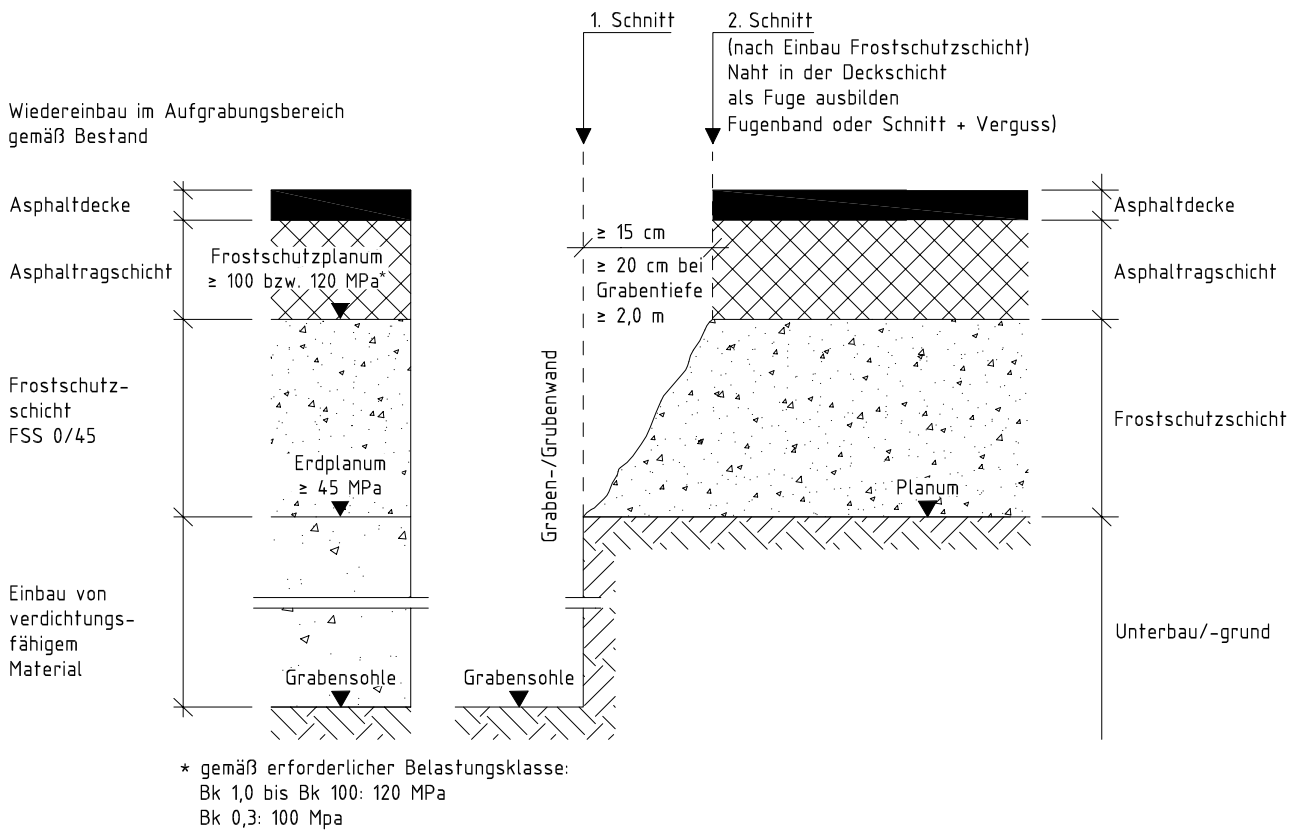 1. Schnitt
2. Schnitt
(nach Einbau Frostschutzschicht)
Naht in der Deckschicht
als Fuge ausbilden
Fugenband oder Schnitt + Verguss)
Wiedereinbau im Aufgrabungsbereich
gemäß Bestand
Asphaltdecke
Asphaltragschicht
Frostschutz-
schicht
FSS 0/45
Einbau von
verdichtungs-
fähigem
Material
Frostschutzplanum
≥ 100 bzw. 120 MPa*
Erdplanum
≥ 45 MPa
Grabensohle
≥ 15 cm
≥ 20 cm bei
Grabentiefe
≥ 2,0 m
Graben-/Grubenwand
Grabensohle
Planum
Asphaltdecke
Asphaltragschicht
Frostschutzschicht
Unterbau/-grund
* gemäß erforderlicher Belastungsklasse:
Bk 1,0 bis Bk 100: 120 MPa
Bk 0,3: 100 Mpa